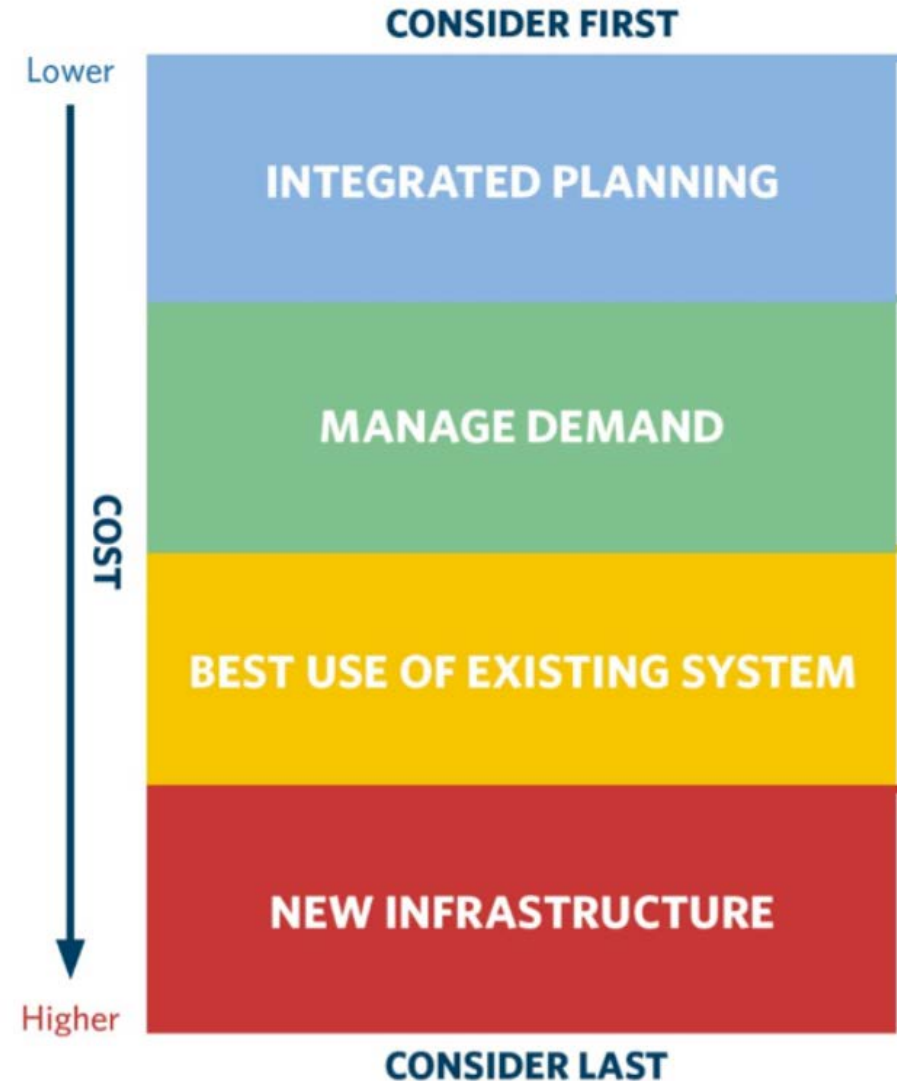 CONSIDER FIRST
Lower
INTEGRATED PLANNING
MANAGE DEMAND
COST
BEST USE OF EXISTING SYSTEM
NEW INFRASTRUCTURE
Higher
CONSIDER LAST